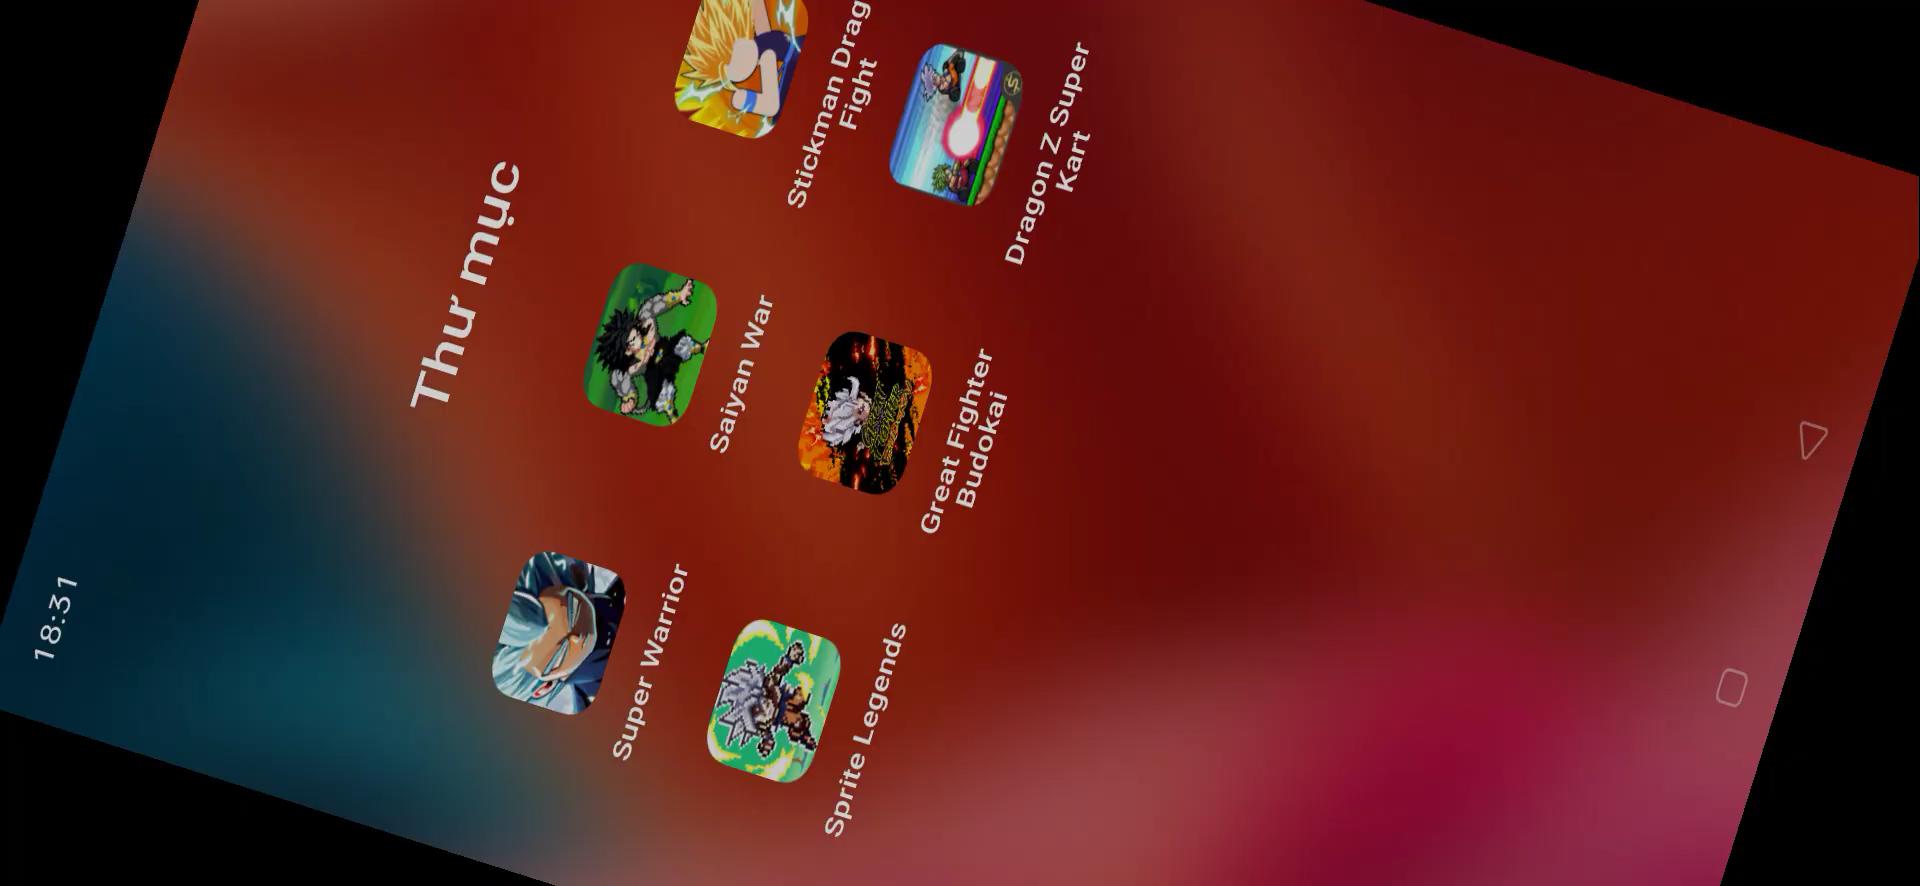 18:31
Thư mục
Super Warrior
Saiyan War
Stickman Drag
Fight
Sprite Legends
Great Fighter
Budokai
Dragon Z Super
Kart